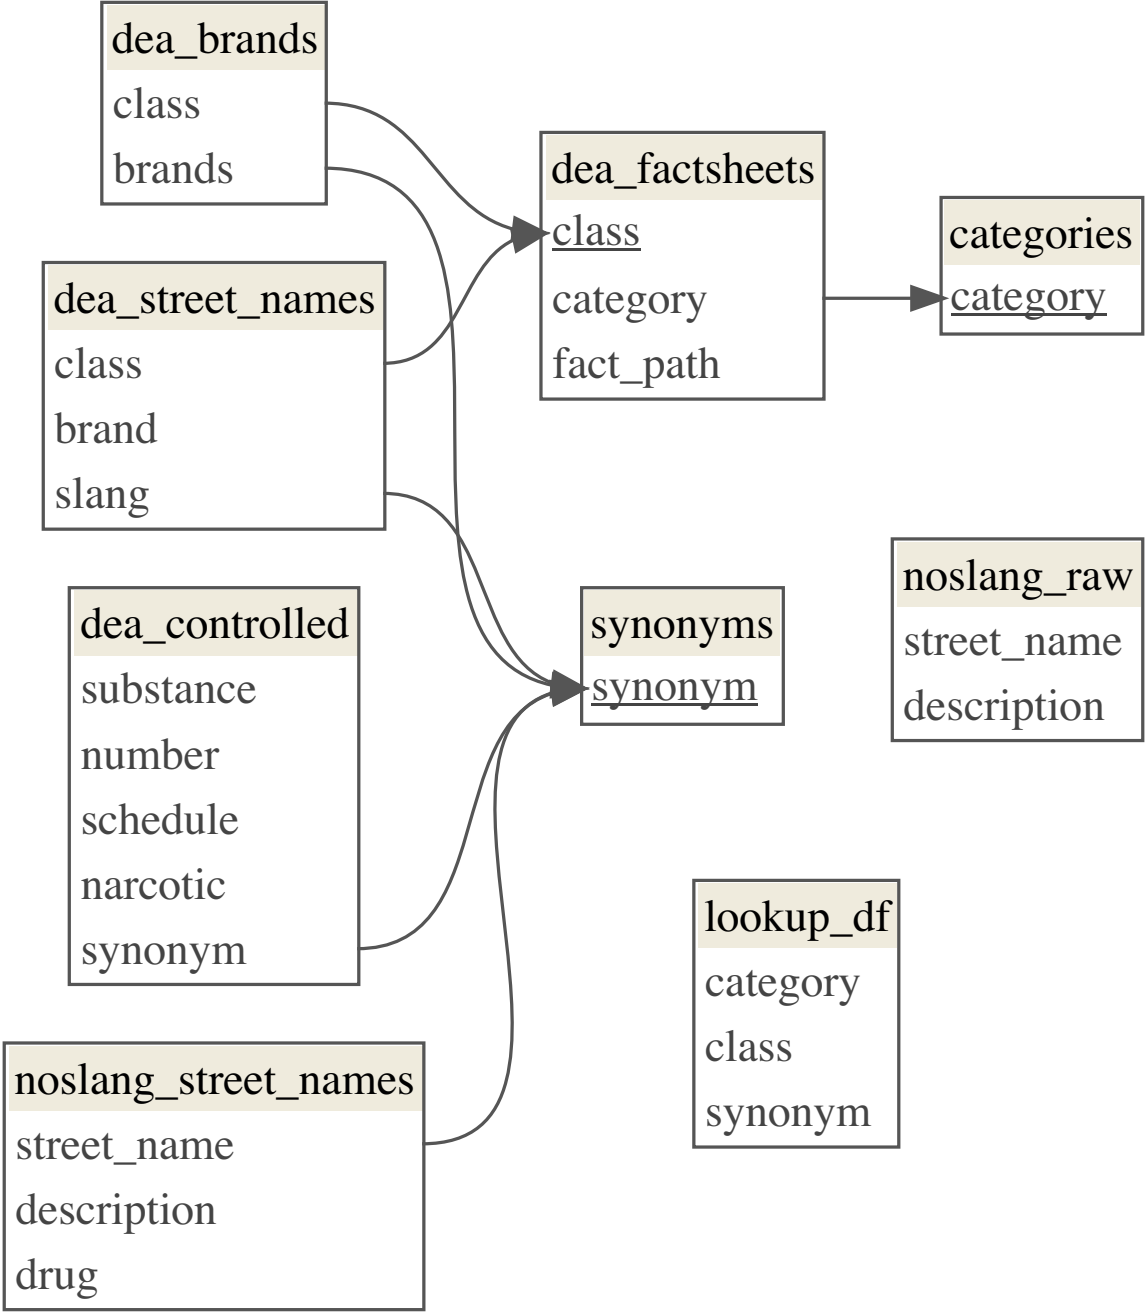 dea_brands
class
brands
dea_street_names
class
brand
slang
dea_controlled
substance
number
schedule
narcotic
synonym
noslang_street_names
street_name
description
drug
dea_factsheets
class
category
fact_path
synonyms
synonym
categories
category
noslang_raw
street_name
description
lookup_df
category
class
synonym